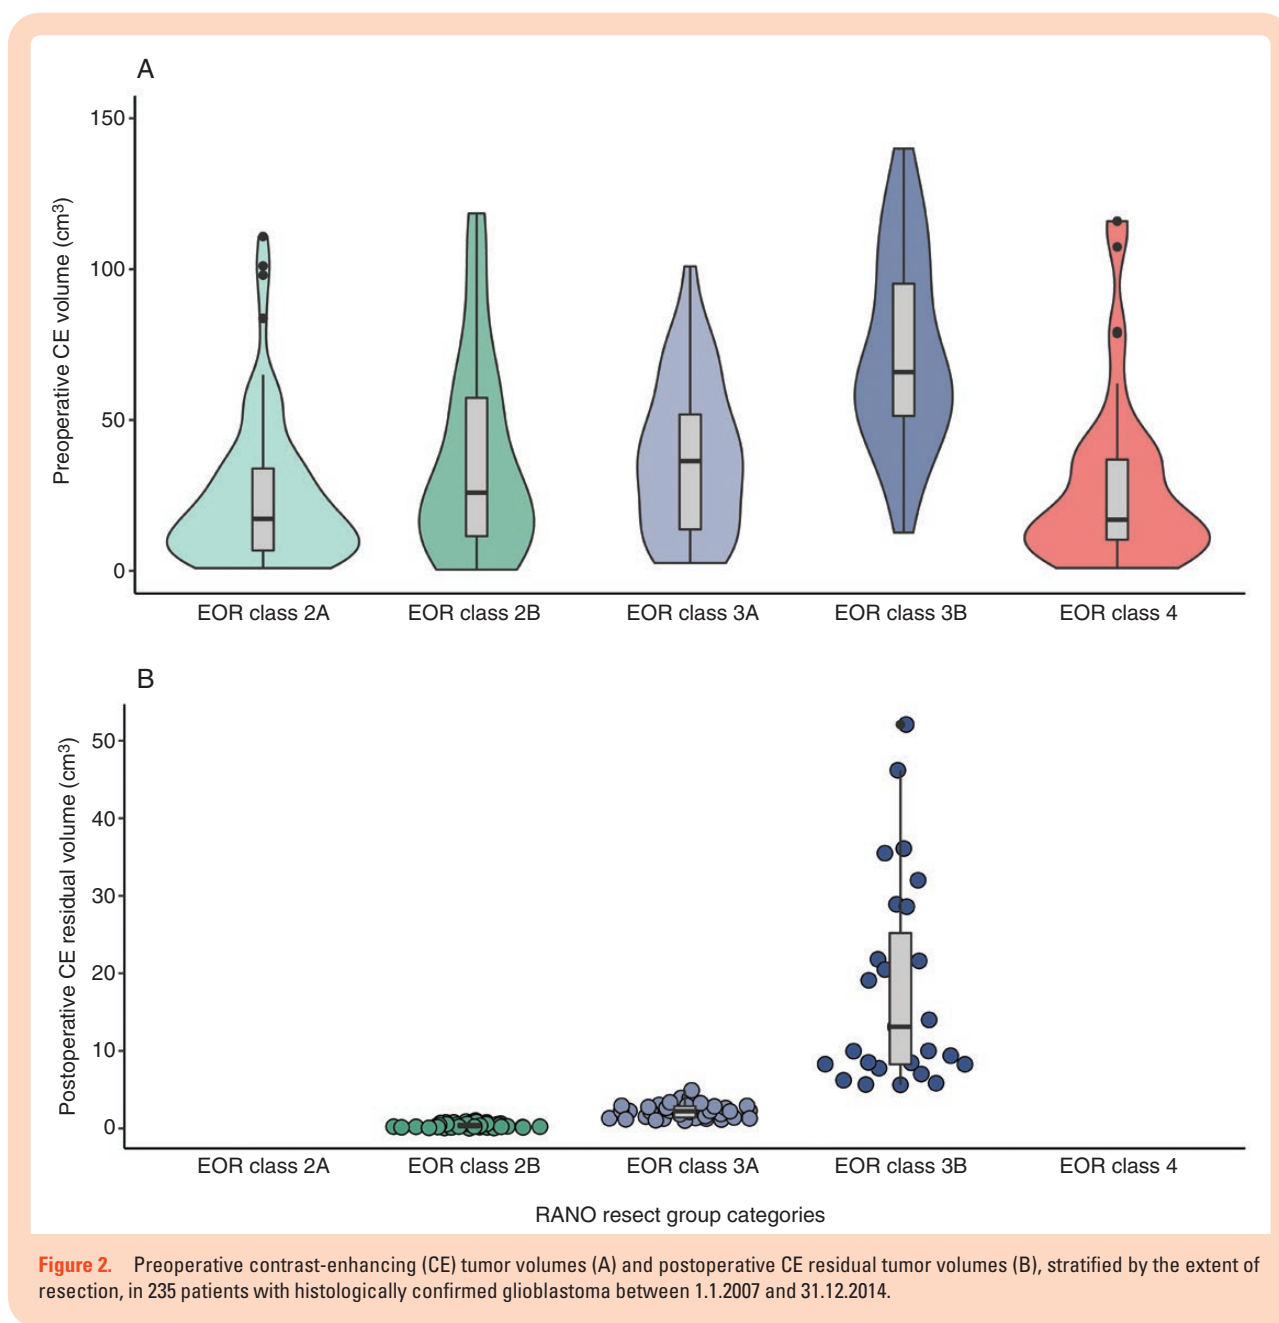 A
Preoperative CE volume (cm³)
150
100
50
0
EOR class 2A EOR class 2B EOR class 3A EOR class 3B EOR class 4
B
Postoperative CE residual volume (cm³)
50
40
30
20
10
0
EOR class 2A EOR class 2B EOR class 3A EOR class 3B EOR class 4
RANO resect group categories
Figure 2. Preoperative contrast-enhancing (CE) tumor volumes (A) and postoperative CE residual tumor volumes (B), stratified by the extent of
resection, in 235 patients with histologically confirmed glioblastoma between 1.1.2007 and 31.12.2014.